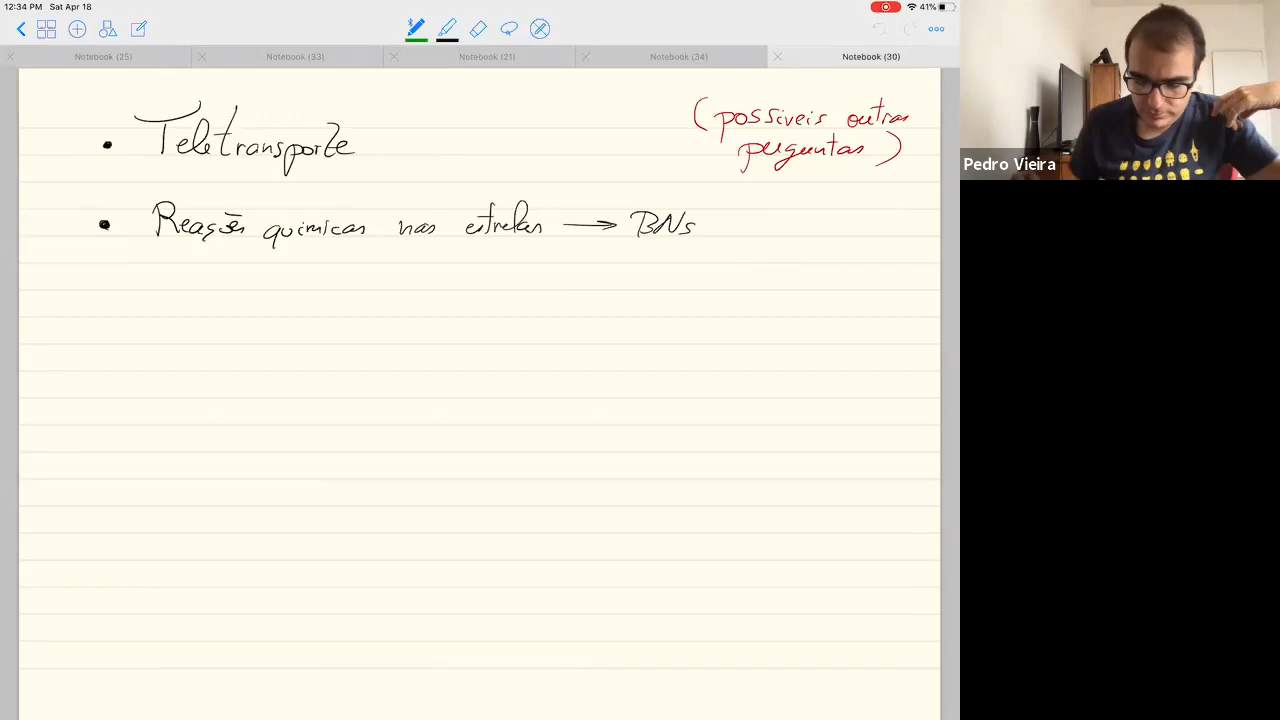 12:34 PM Sat Apr 18
41%
Notebook (25) Notebook (33) Notebook (21) Notebook (34) Notebook (30)
• Teletransporte
(possiveis outras
perguntas)
• Reações quimicas nas estrelas → BNs
Pedro Vieira